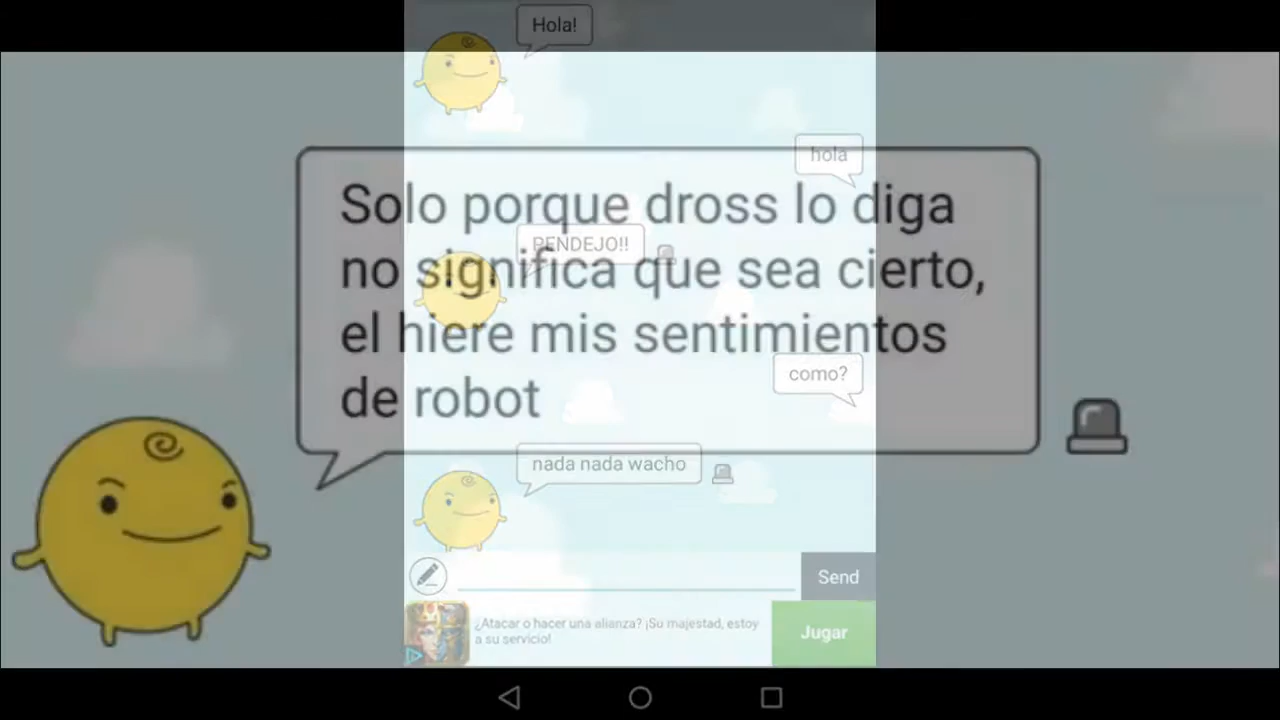 Hola!
hola
Solo porque dross lo diga
no significa que sea cierto,
el hiere mis sentimientos
de robot
PENDEJO!!
como?
nada nada wacho
Send
¿Atacar o hacer una alianza? ¡Su majestad, estoy
a su servicio!
Jugar